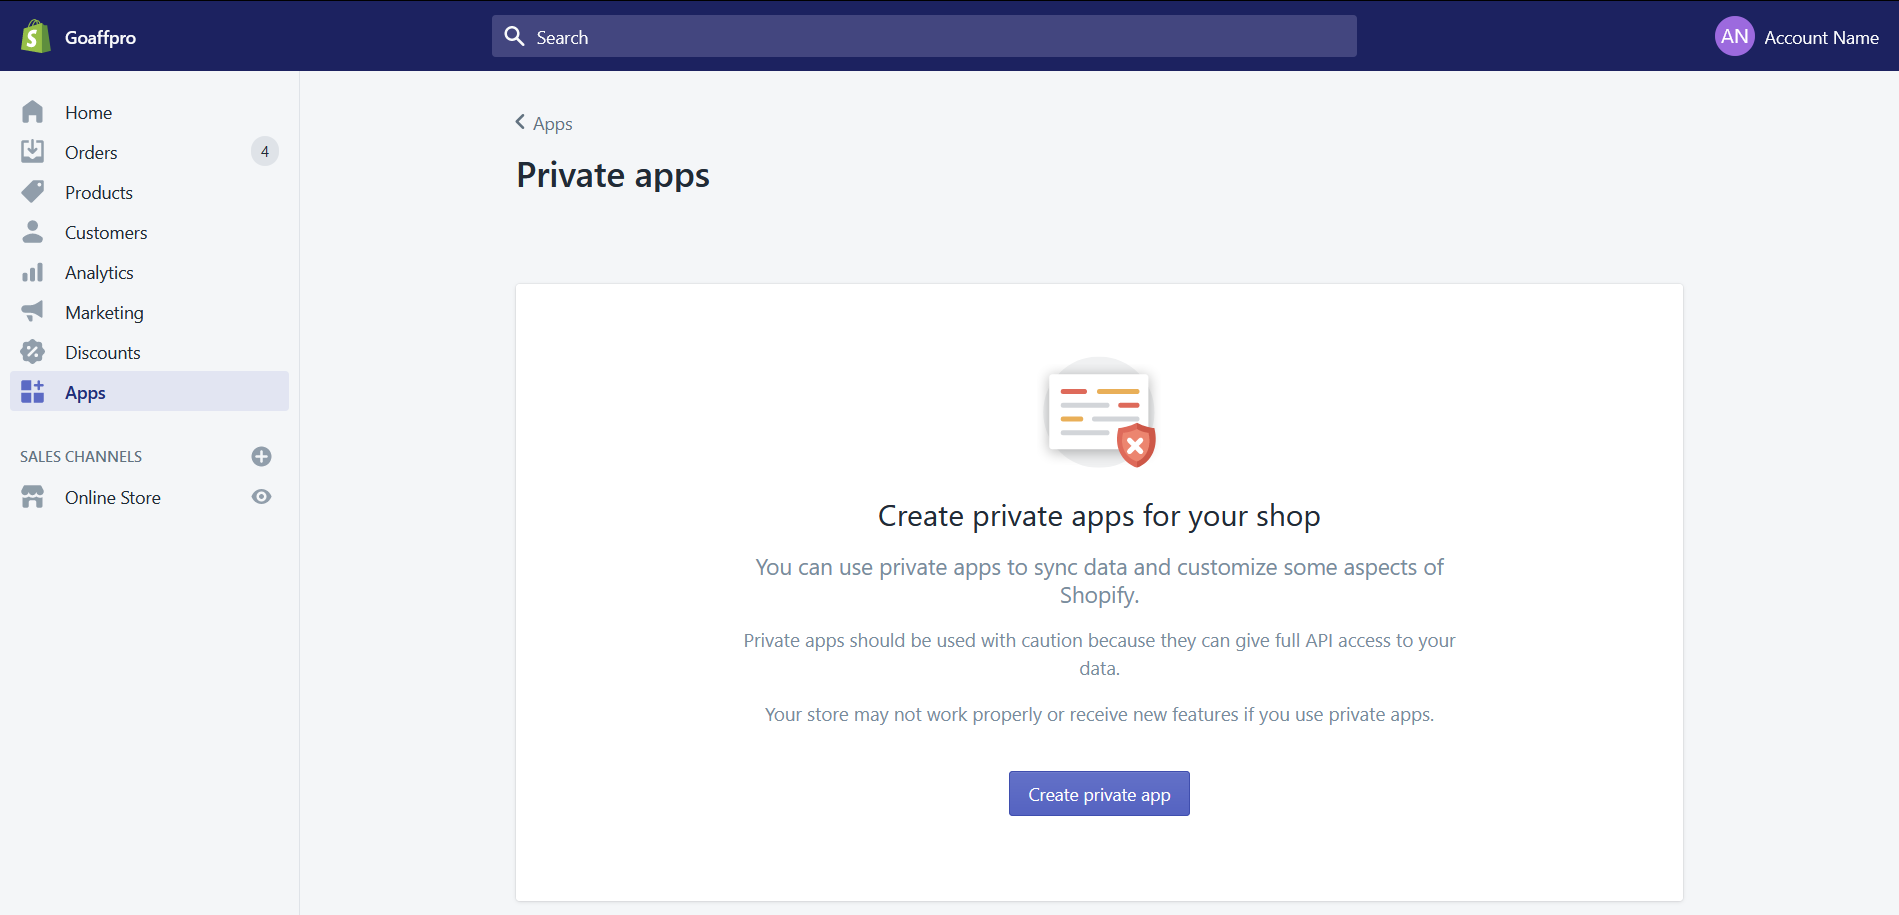 Goaffpro
Search
AN Account Name
Home
Orders 4
Products
Customers
Analytics
Marketing
Discounts
Apps
SALES CHANNELS
Online Store
Apps
Private apps
Create private apps for your shop
You can use private apps to sync data and customize some aspects of
Shopify.
Private apps should be used with caution because they can give full API access to your
data.
Your store may not work properly or receive new features if you use private apps.
Create private app